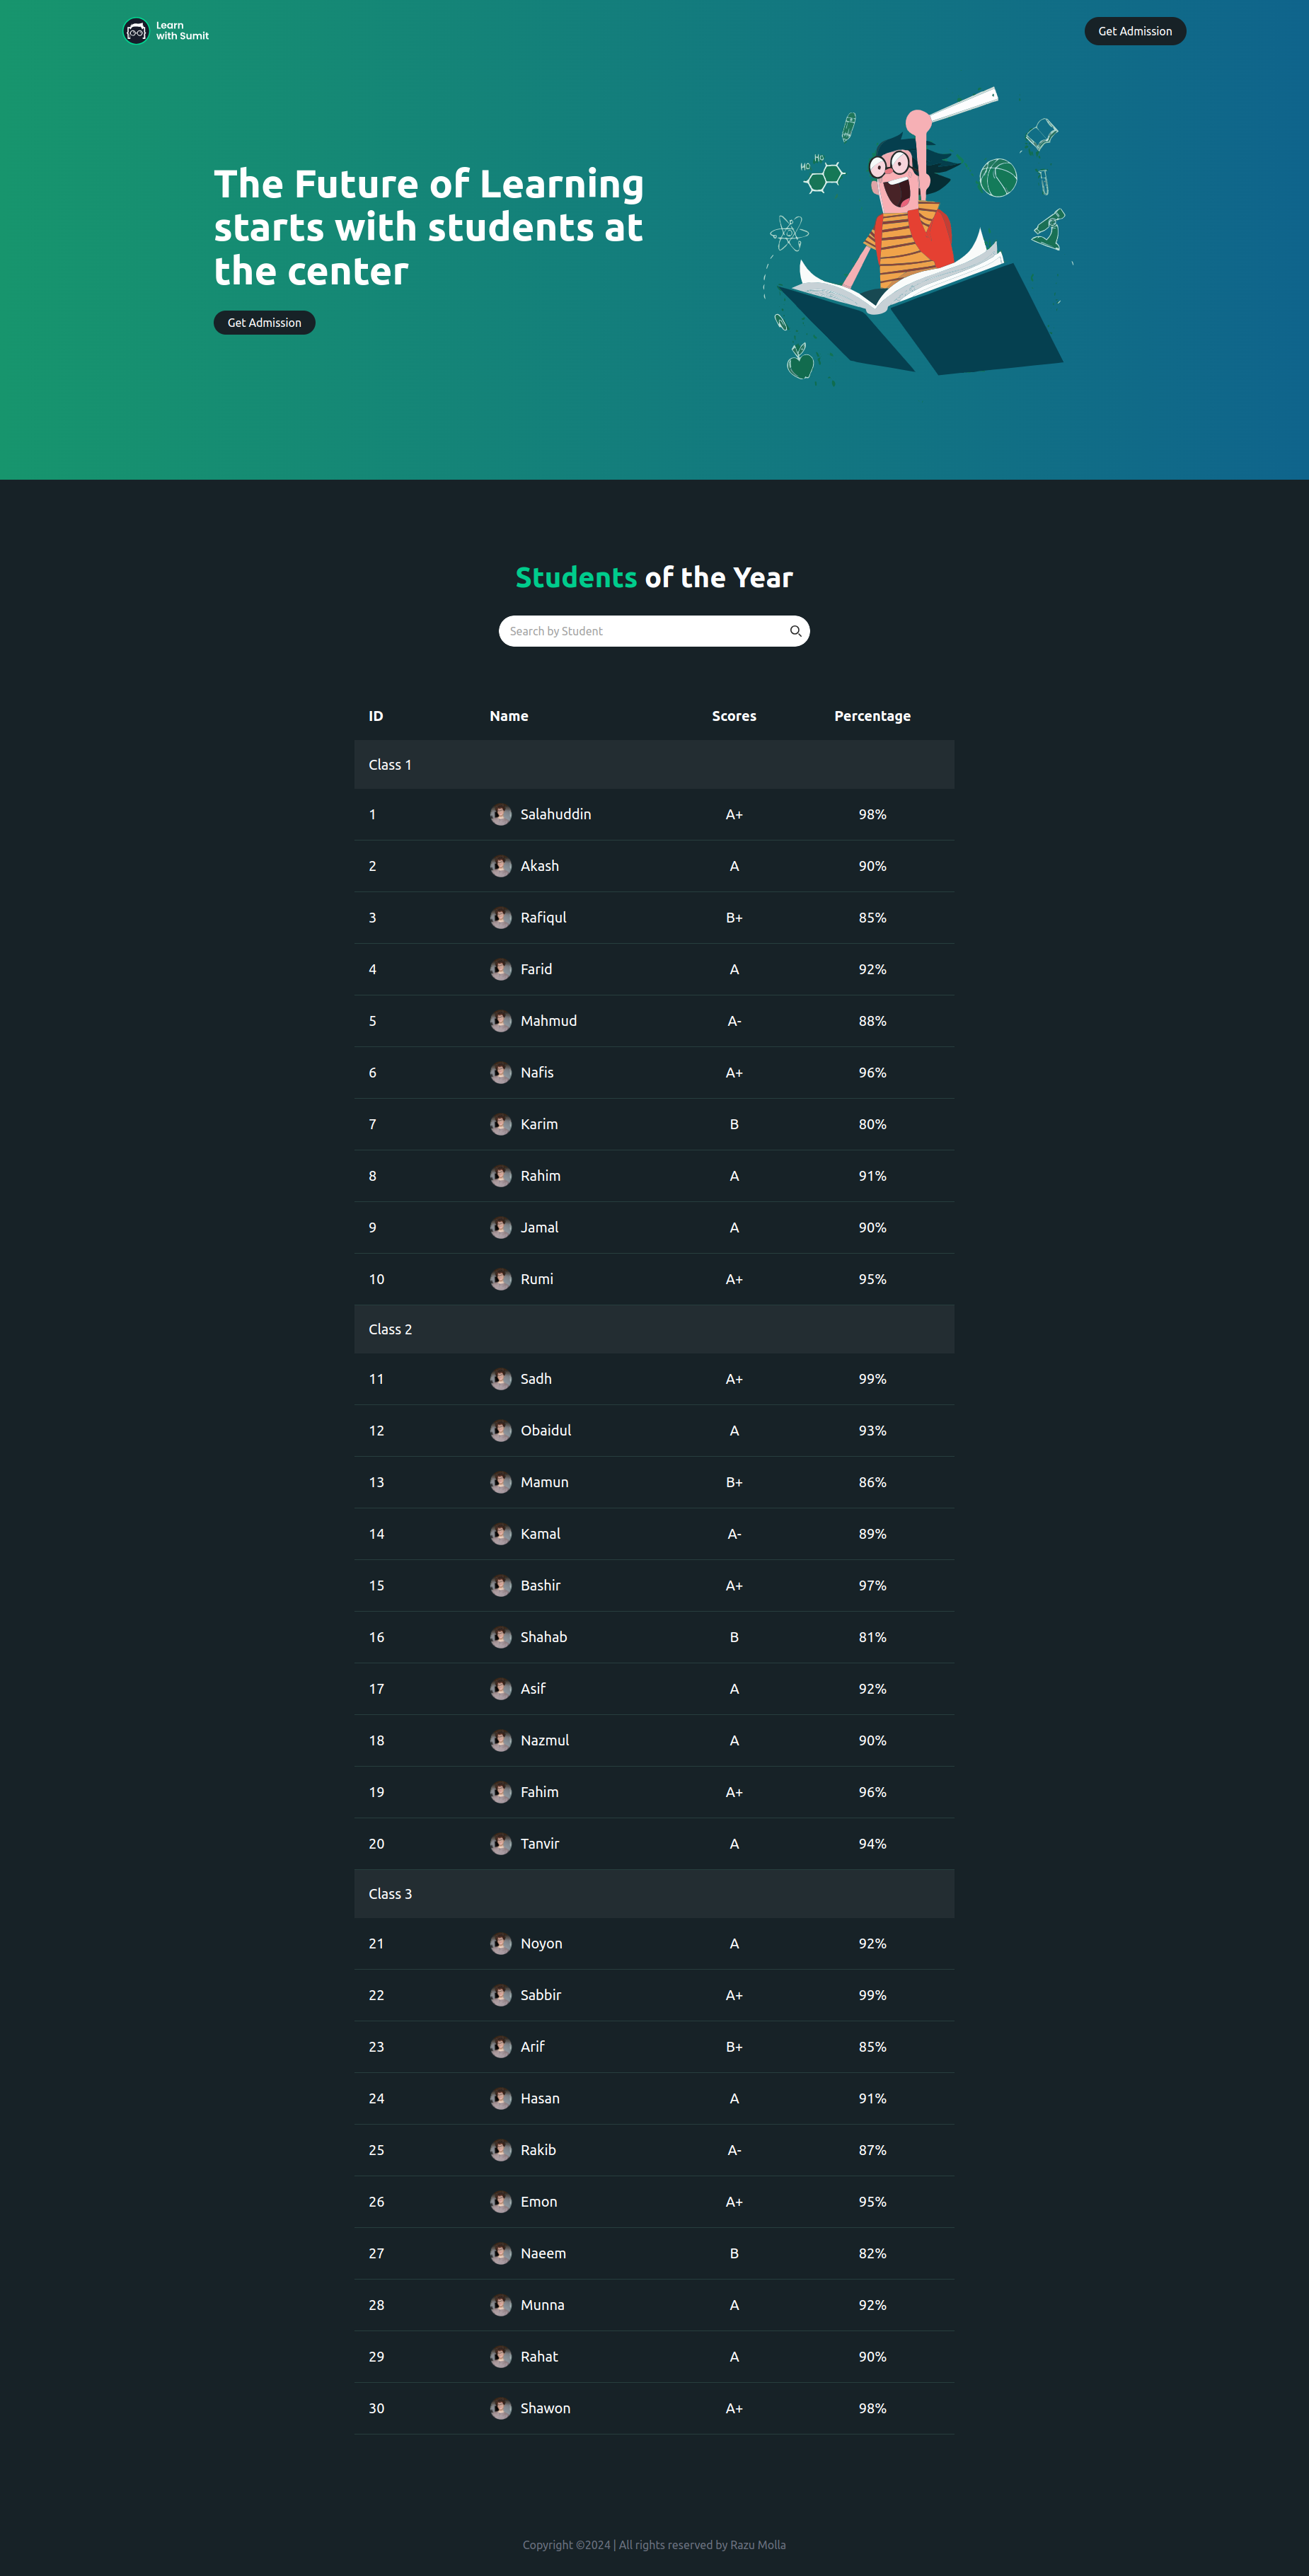 Learn
with Sumit
Get Admission
HO HO
The Future of Learning
starts with students at
the center
Get Admission
Students of the Year
Search by Student
ID Name Scores Percentage
Class 1
1 Salahuddin A+ 98%
2 Akash A 90%
3 Rafiqul B+ 85%
4 Farid A 92%
5 Mahmud A- 88%
6 Nafis A+ 96%
7 Karim B 80%
8 Rahim A 91%
9 Jamal A 90%
10 Rumi A+ 95%
Class 2
11 Sadh A+ 99%
12 Obaidul A 93%
13 Mamun B+ 86%
14 Kamal A- 89%
15 Bashir A+ 97%
16 Shahab B 81%
17 Asif A 92%
18 Nazmul A 90%
19 Fahim A+ 96%
20 Tanvir A 94%
Class 3
21 Noyon A 92%
22 Sabbir A+ 99%
23 Arif B+ 85%
24 Hasan A 91%
25 Rakib A- 87%
26 Emon A+ 95%
27 Naeem B 82%
28 Munna A 92%
29 Rahat A 90%
30 Shawon A+ 98%
Copyright ©2024 | All rights reserved by Razu Molla